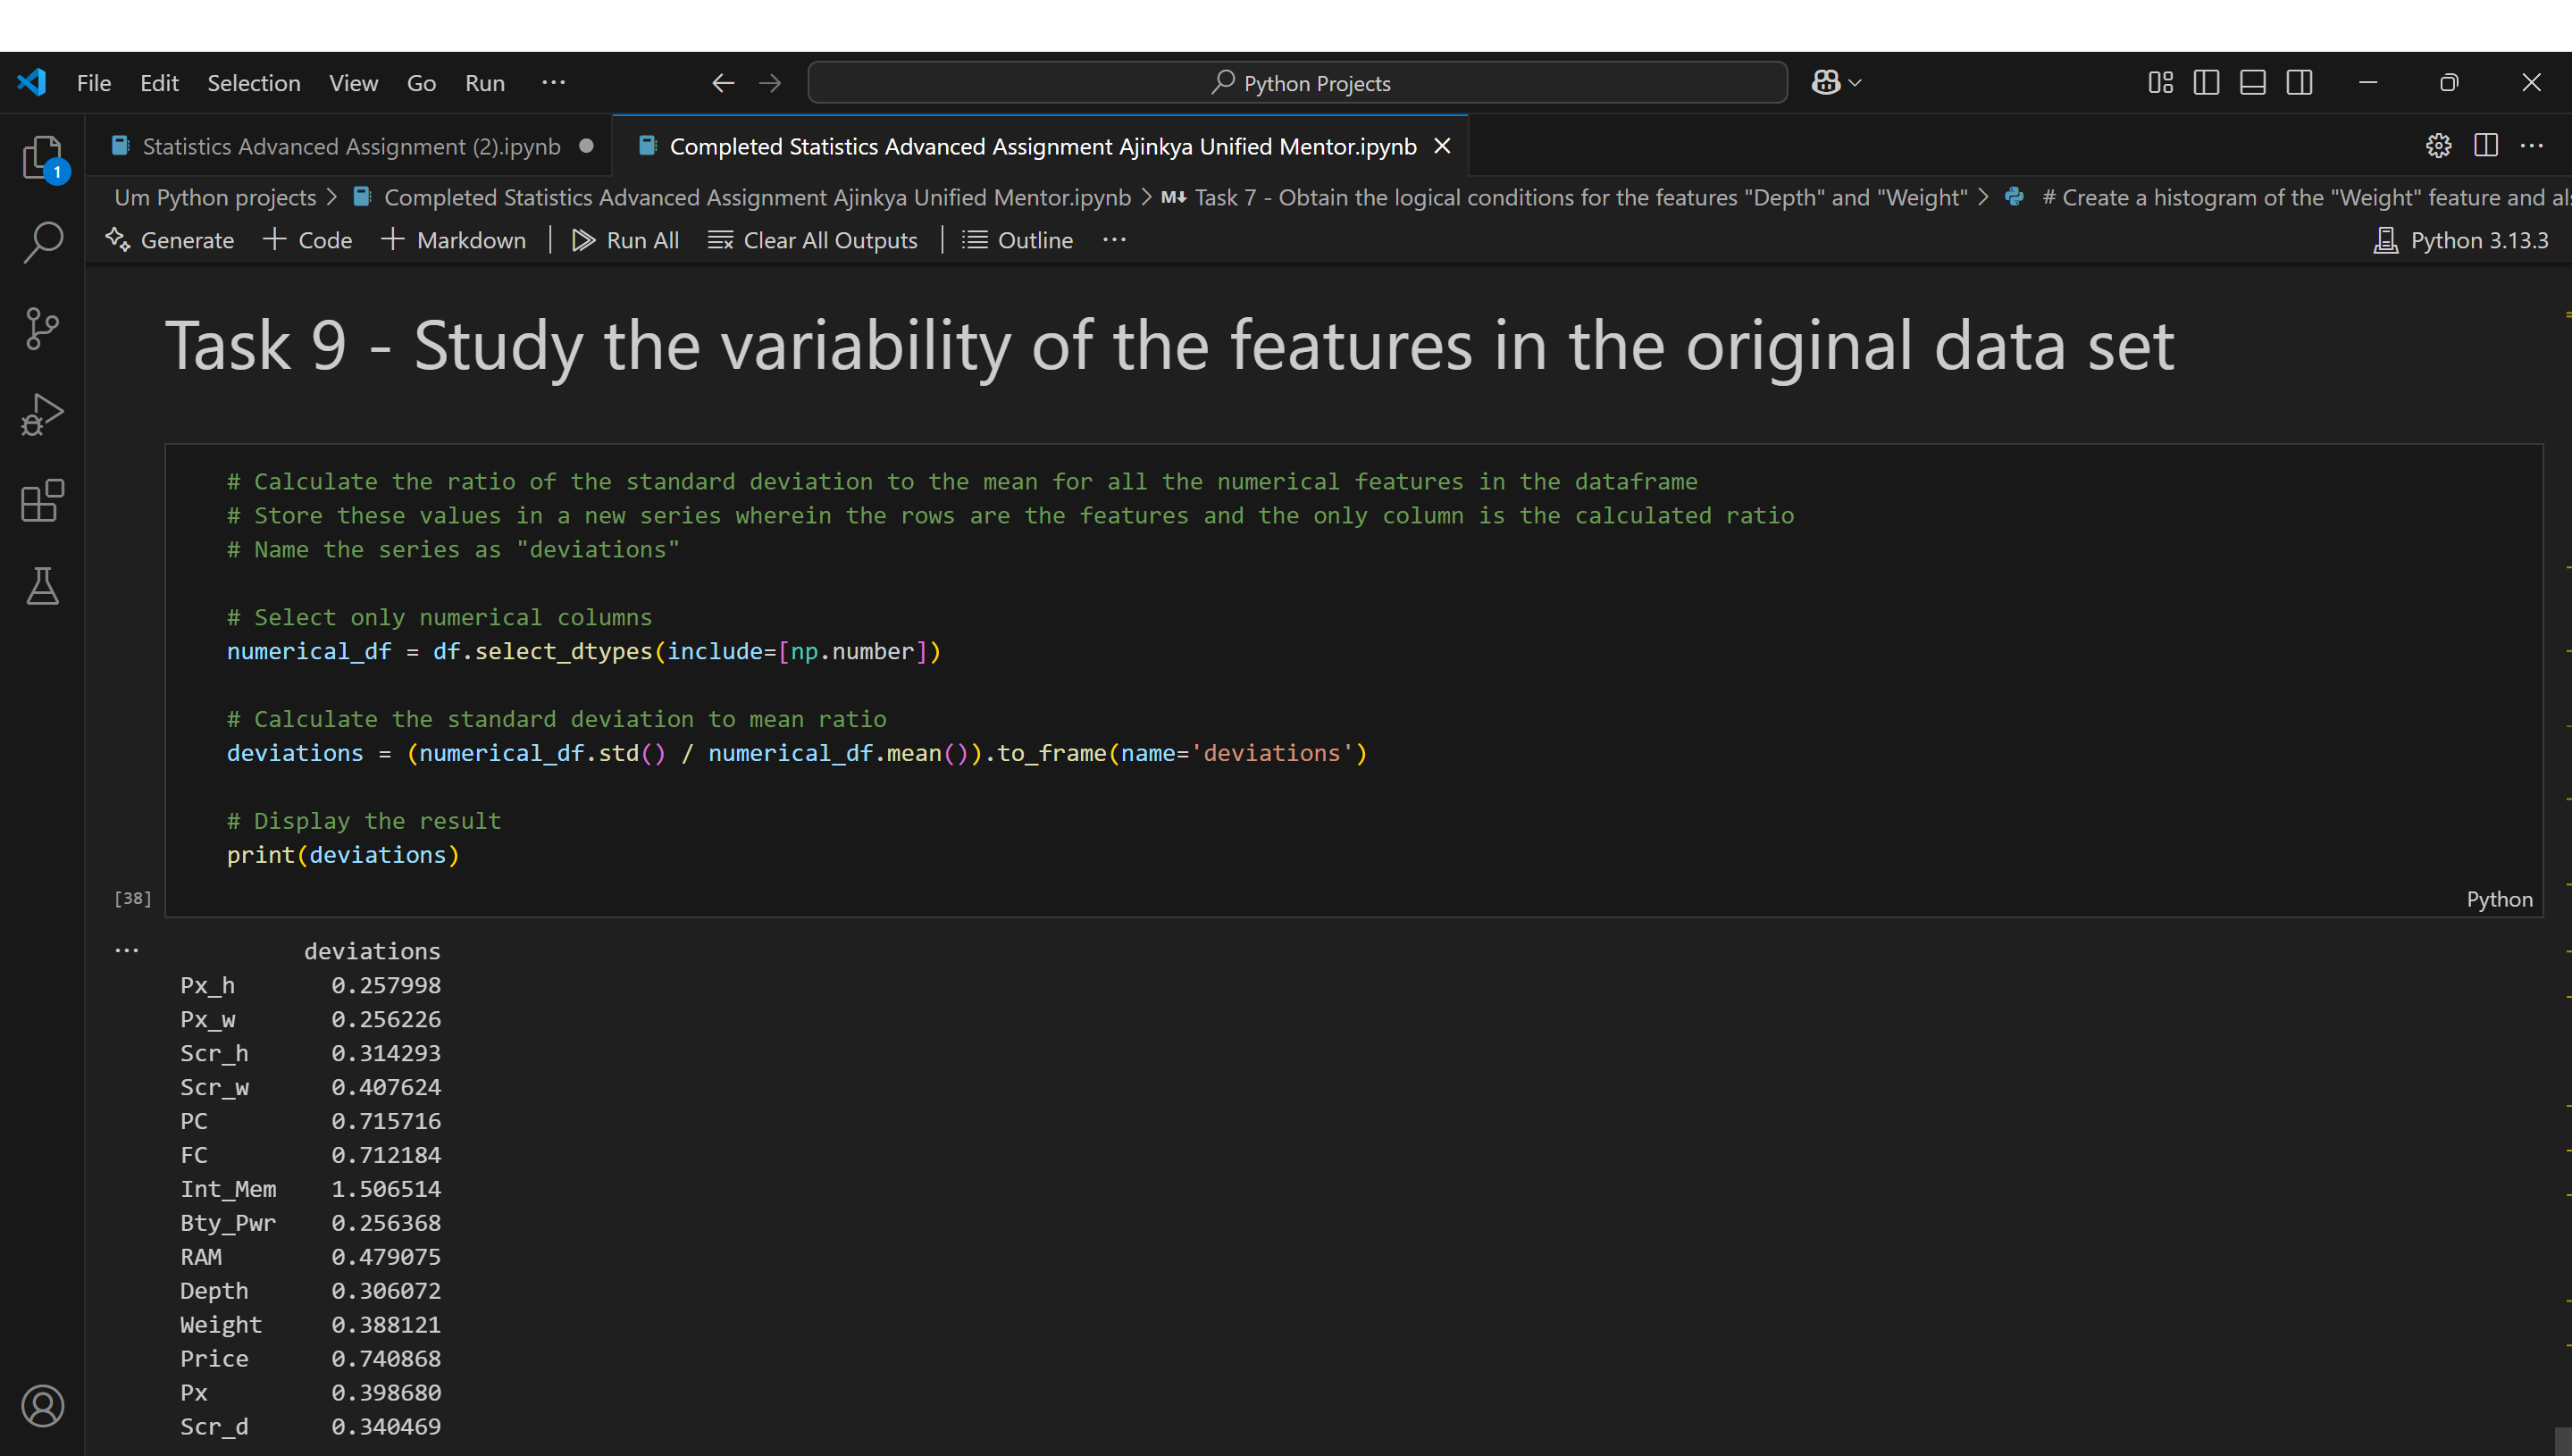 File Edit Selection View Go Run ··· Python Projects
Statistics Advanced Assignment (2).ipynb Completed Statistics Advanced Assignment Ajinkya Unified Mentor.ipynb
1
Um Python projects > Completed Statistics Advanced Assignment Ajinkya Unified Mentor.ipynb > M↓ Task 7 - Obtain the logical conditions for the features "Depth" and "Weight" > # Create a histogram of the "Weight" feature and als
Generate + Code + Markdown | Run All Clear All Outputs | Outline ··· Python 3.13.3
Task 9 - Study the variability of the features in the original data set
# Calculate the ratio of the standard deviation to the mean for all the numerical features in the dataframe
# Store these values in a new series wherein the rows are the features and the only column is the calculated ratio
# Name the series as "deviations"
# Select only numerical columns
numerical_df = df.select_dtypes(include=[np.number])
# Calculate the standard deviation to mean ratio
deviations = (numerical_df.std() / numerical_df.mean()).to_frame(name='deviations')
# Display the result
print(deviations)
[38] Python
··· deviations
Px_h 0.257998
Px_w 0.256226
Scr_h 0.314293
Scr_w 0.407624
PC 0.715716
FC 0.712184
Int_Mem 1.506514
Bty_Pwr 0.256368
RAM 0.479075
Depth 0.306072
Weight 0.388121
Price 0.740868
Px 0.398680
Scr_d 0.340469